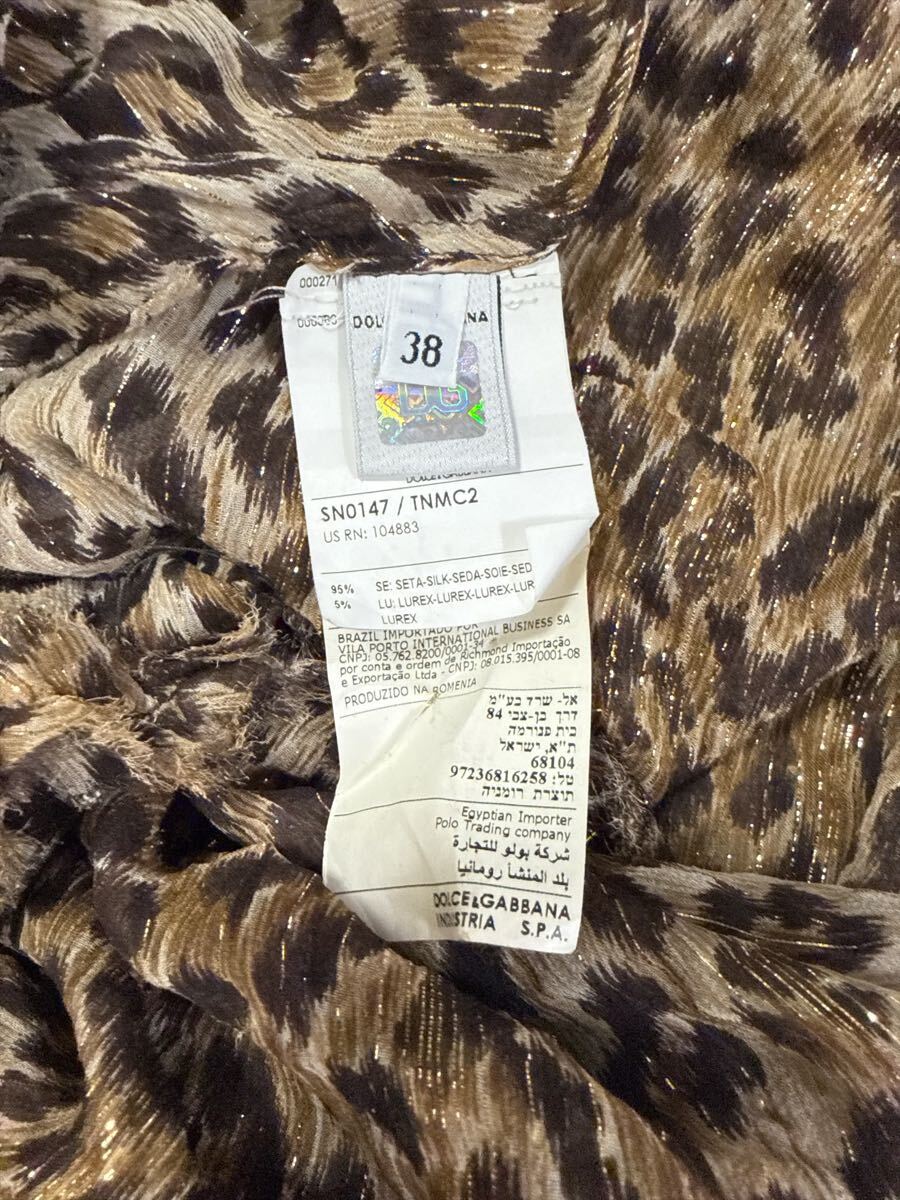 000271
DOL NA
38
DG
DOLCE&GABBANA
SN0147 / TNMC2
US RN: 104883
95% SE: SETA-SILK-SEDA-SOIE-SED
5% LU: LUREX-LUREX-LUREX-LUR
LUREX
BRAZIL IMPORTADO POR
VILA PORTO INTERNATIONAL BUSINESS SA
CNPJ: 05.762.8200/0001-34
por conta e ordem de Richmond Importação
e Exportação Ltda - CNPJ: 08.015.395/0001-08
PRODUZIDO NA ROMENIA
אל- שרד בע"מ
דרך בן-צבי 84
בית פנורמה
ת"א, ישראל
68104
טל: 97236816258
תוצרת רומניה
Egyptian Importer
Polo Trading company
شركة بولو للتجارة
بلد المنشأ رومانيا
DOLCE&GABBANA
INDUSTRIA S.P.A.